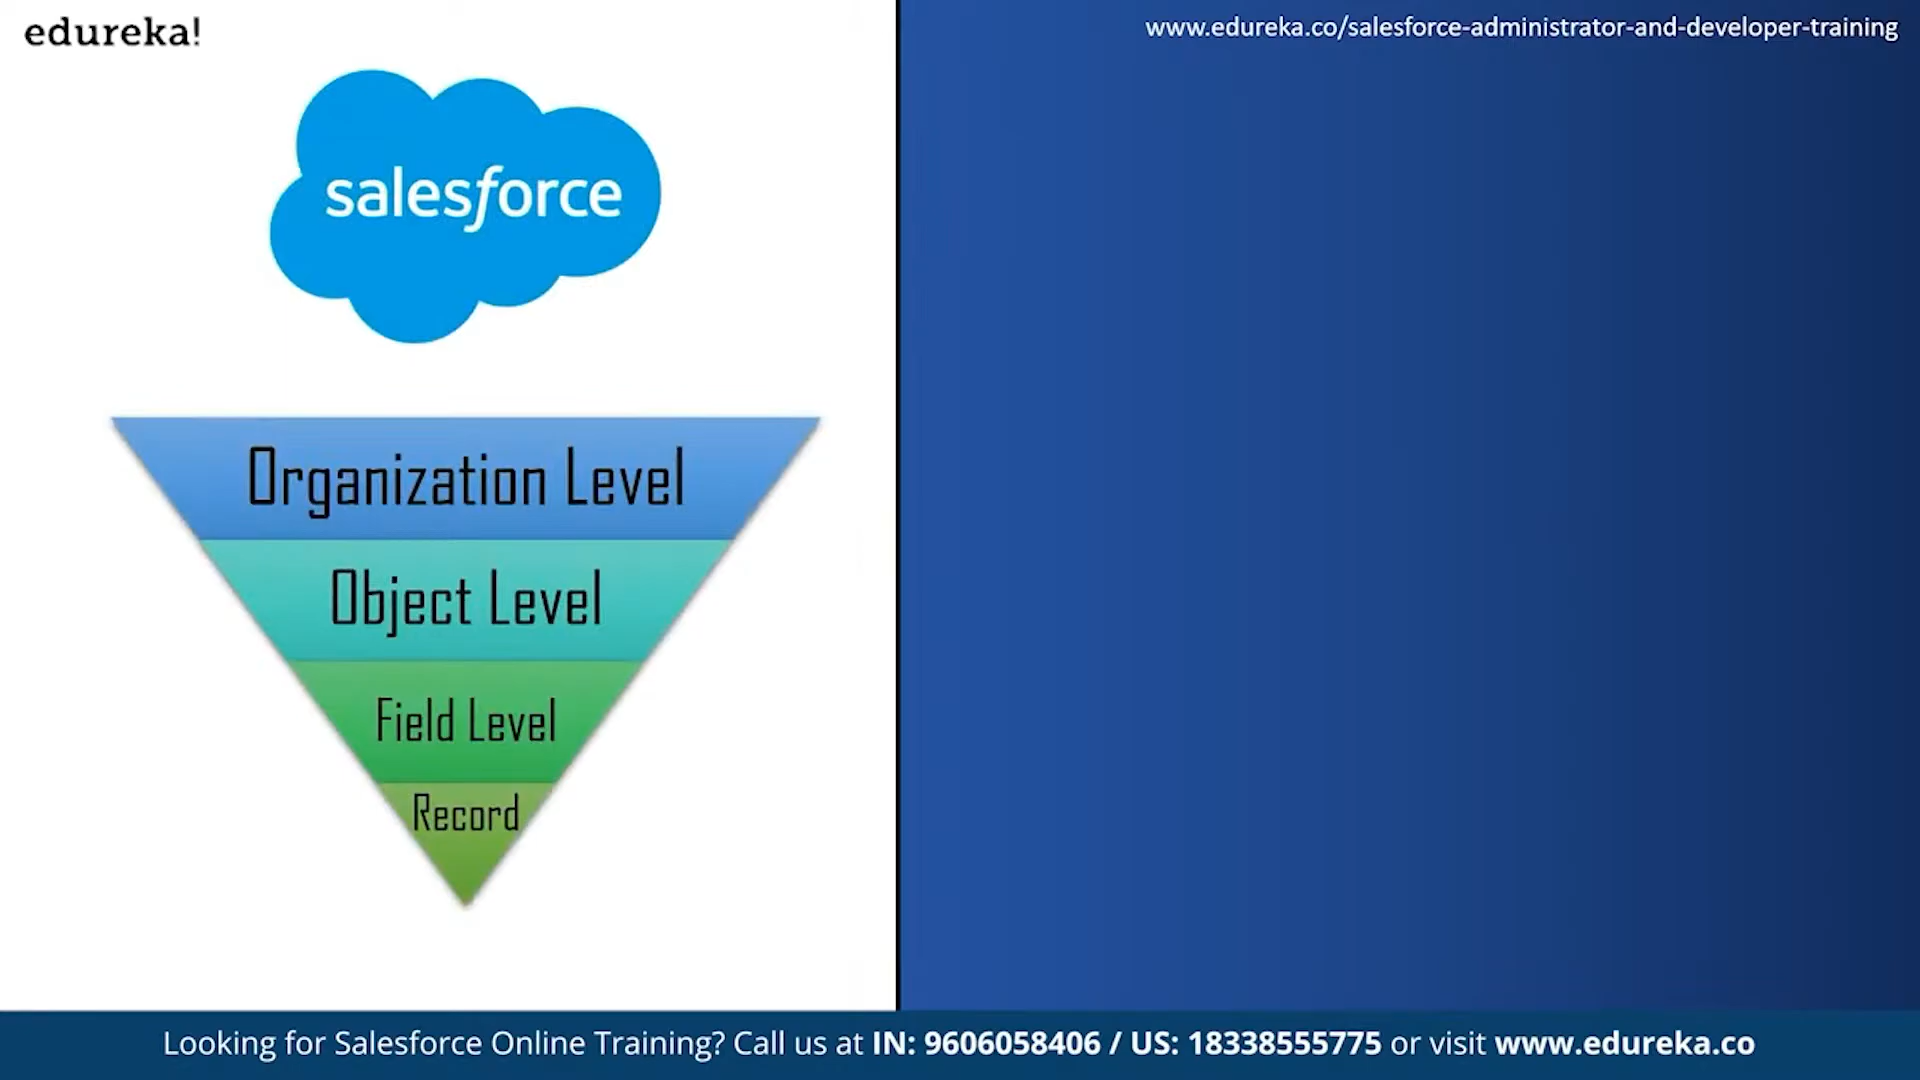 edureka!
www.edureka.co/salesforce-administrator-and-developer-training
salesforce
Organization Level
Object Level
Field Level
Record
Looking for Salesforce Online Training? Call us at IN: 9606058406 / US: 18338555775 or visit www.edureka.co